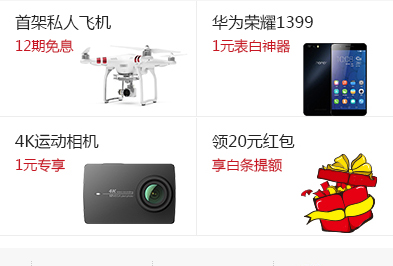 首架私人飞机
12期免息
华为荣耀1399
1元表白神器
honor
4K运动相机
1元专享
4K
领20元红包
享白条提额